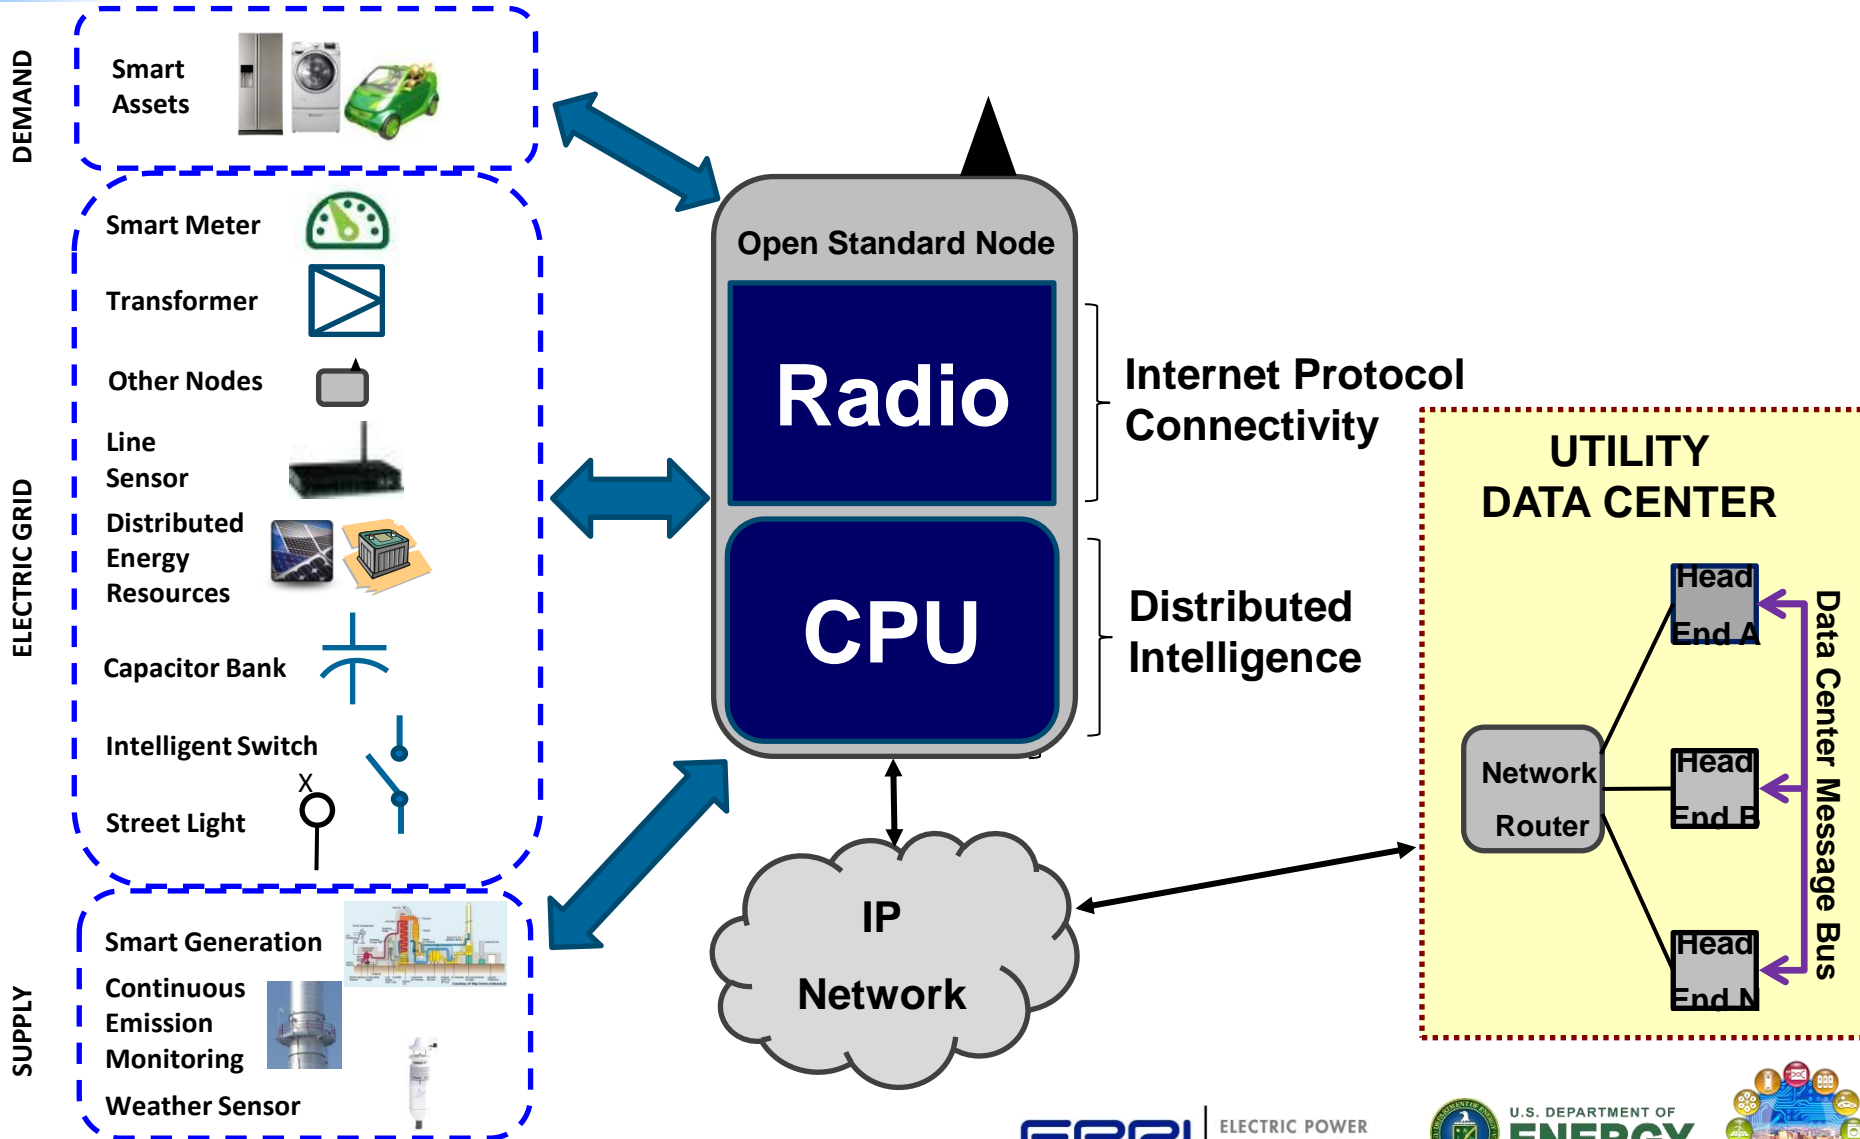 DEMAND
Smart
Assets
ELECTRIC GRID
Smart Meter
Transformer
Other Nodes
Line
Sensor
Distributed
Energy
Resources
Capacitor Bank
Intelligent Switch
X
Street Light
SUPPLY
Smart Generation
Continuous
Emission
Monitoring
Weather Sensor
Open Standard Node
Radio
CPU
Internet Protocol
Connectivity
Distributed
Intelligence
IP
Network
UTILITY
DATA CENTER
Network
Router
Head
End A
Head
End B
Head
End N
Data Center Message Bus
EPRI
ELECTRIC POWER
U.S. DEPARTMENT OF
ENERGY